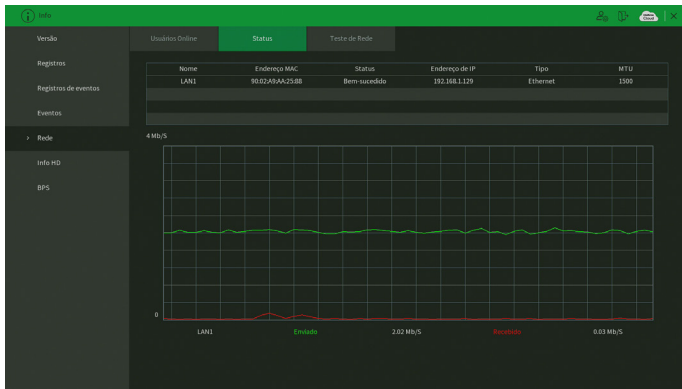 Info
Versão
Usuários Online Status Teste de Rede
Registros
Nome Endereço MAC Status Endereço de IP Tipo MTU
LAN1 90:02:A9:AA:25:88 Bem-sucedido 192.168.1.129 Ethernet 1500
Registros de eventos
Eventos
Rede
4 Mb/S
Info HD
BPS
0
LAN1 Enviado 2.02 Mb/S Recebido 0.03 Mb/S